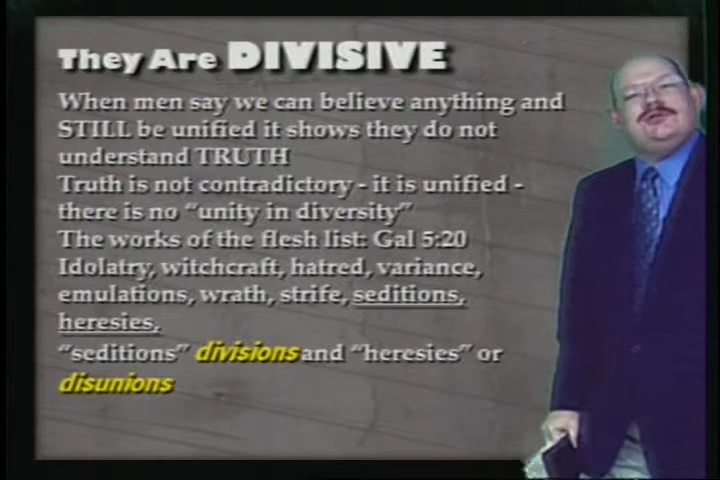 They Are DIVISIVE
When men say we can believe anything and
STILL be unified it shows they do not
understand TRUTH
Truth is not contradictory - it is unified -
there is no “unity in diversity”
The works of the flesh list: Gal 5:20
Idolatry, witchcraft, hatred, variance,
emulations, wrath, strife, seditions,
heresies,
“seditions” divisions and “heresies” or
disunions